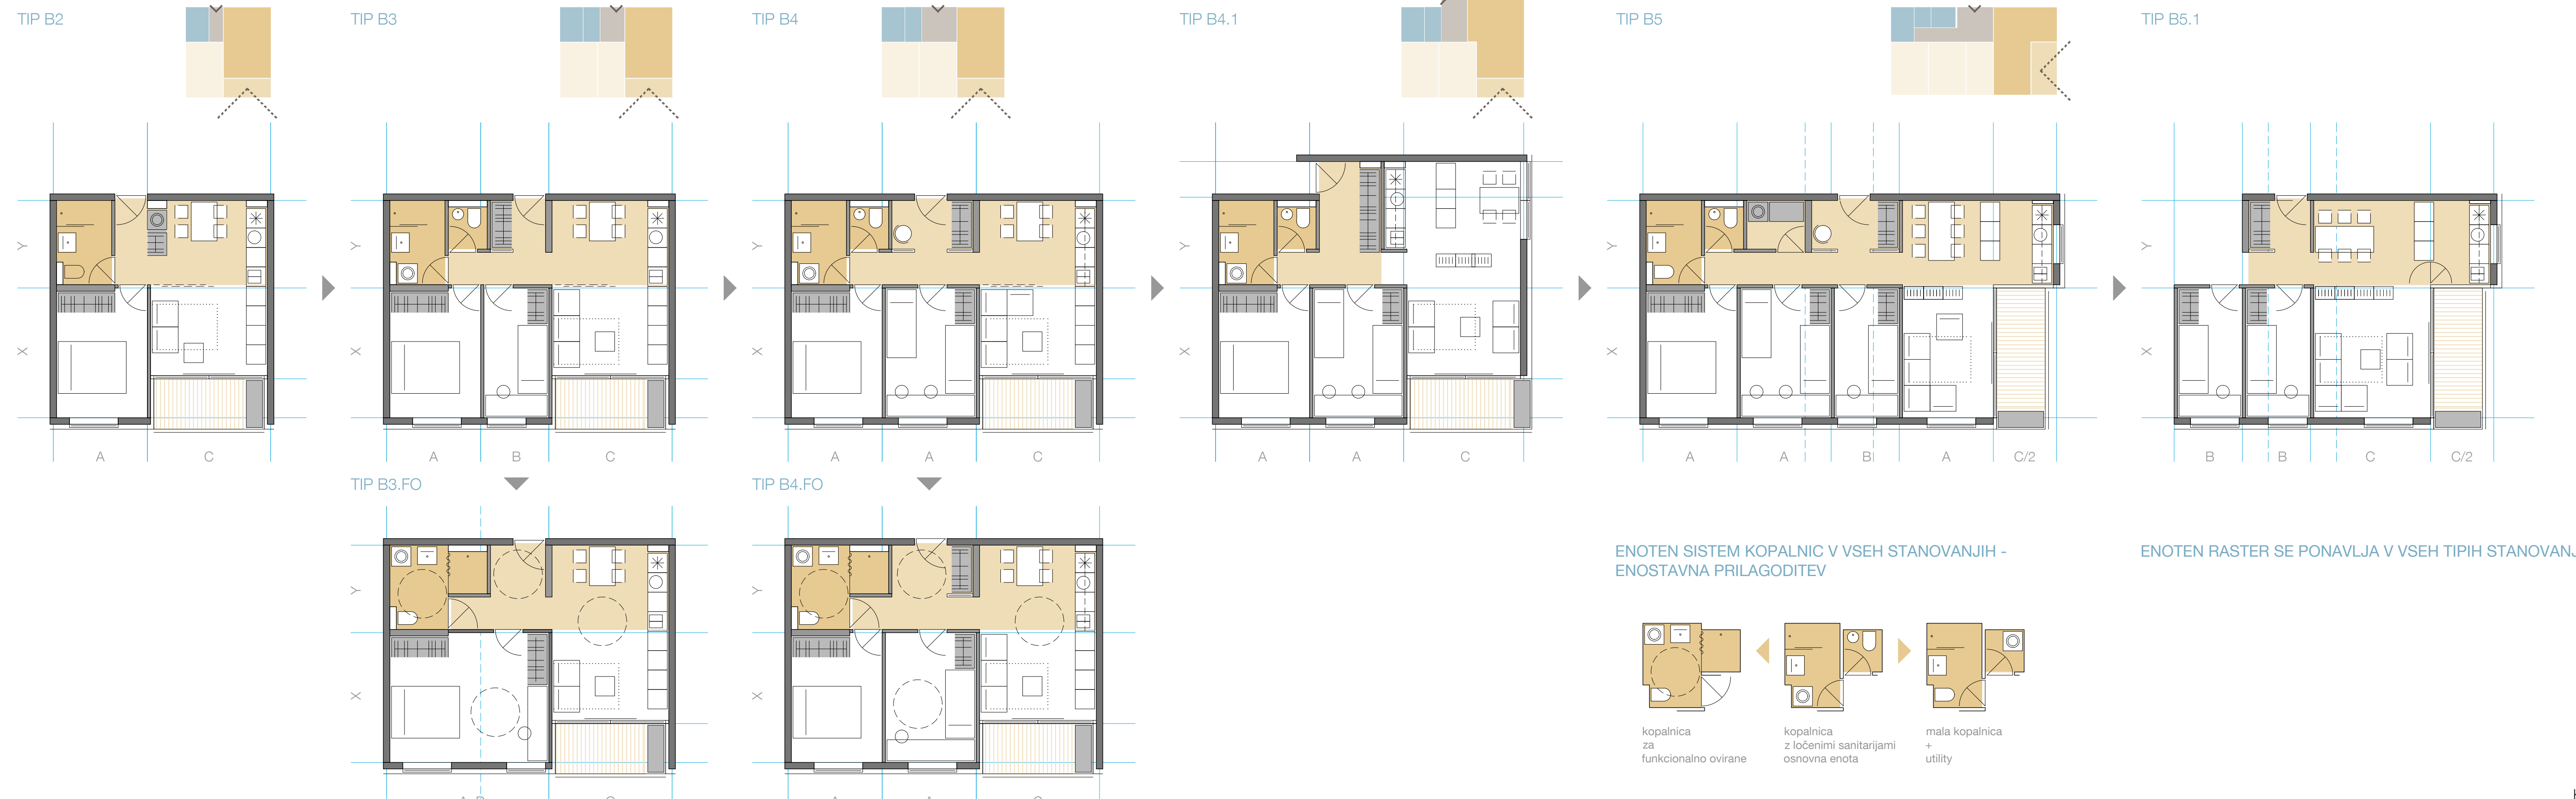 TIP B2
TIP B3
TIP B4
TIP B4.1
TIP B5
TIP B5.1
Y
Y
Y
Y
Y
Y
X
X
X
X
X
X
A C
A B C
A A C
A A C
A A B A C/2
B B C C/2
TIP B3.FO
TIP B4.FO
Y
Y
X
X
ENOTEN SISTEM KOPALNIC V VSEH STANOVANJIH -
ENOSTAVNA PRILAGODITEV
ENOTEN RASTER SE PONAVLJA V VSEH TIPIH
kopalnica
za
funkcionalno ovirane
kopalnica
z ločenimi sanitarijami
osnovna enota
mala kopalnica
+
utility